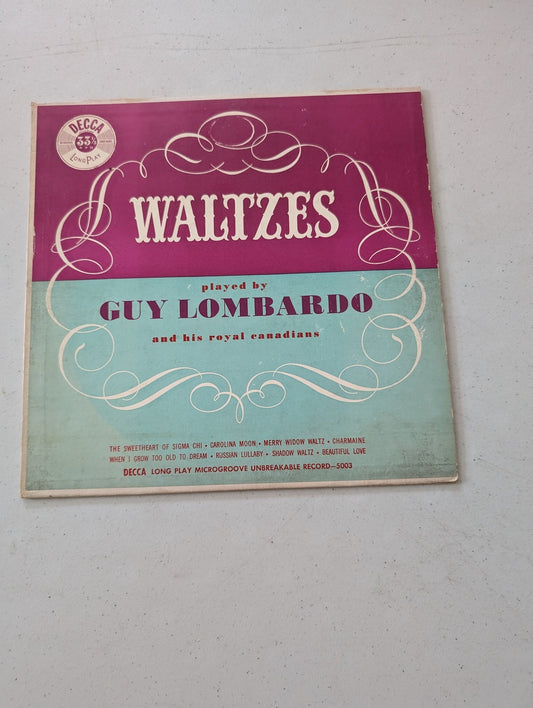 DECCA
33⅓
RPM
LONG PLAY
WALTZES
played by
GUY LOMBARDO
and his royal canadians
THE SWEETHEART OF SIGMA CHI • CAROLINA MOON • MERRY WIDOW WALTZ • CHARMAINE
WHEN I GROW TOO OLD TO DREAM • RUSSIAN LULLABY • SHADOW WALTZ • BEAUTIFUL LOVE
DECCA LONG PLAY MICROGROOVE UNBREAKABLE RECORD—5003